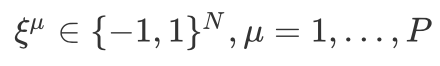 ξ^μ ∈ {−1, 1}^N, μ = 1, . . . , P